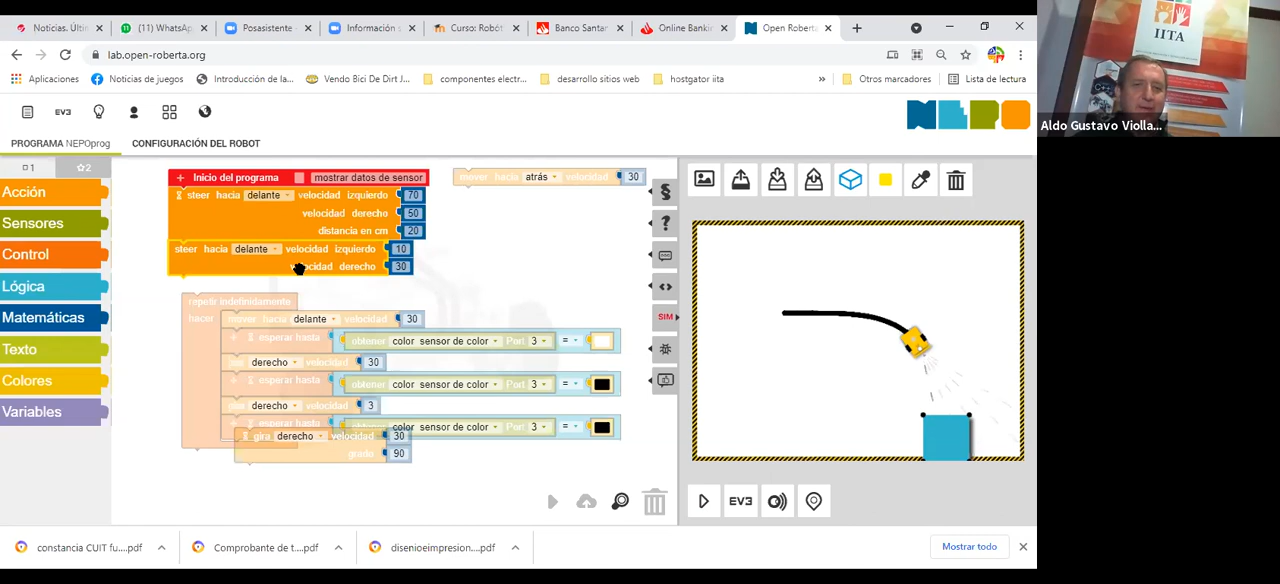 Noticias. Últi
(11) WhatsA
Posasistente
Información s
Curso: Robót
Banco Santar
Online Bankin
Open Roberta
lab.open-roberta.org
Aplicaciones
Noticias de juegos
Introducción de la...
Vendo Bici De Dirt J...
componentes electr...
desarrollo sitios web
hostgator iita
»
Otros marcadores
Lista de lectura
IITA
C++
Aldo Gustavo Violla...
EV3
PROGRAMA NEPOprog
CONFIGURACIÓN DEL ROBOT
1
2
Acción
Sensores
Control
Lógica
Matemáticas
Texto
Colores
Variables
+ Inicio del programa mostrar datos de sensor
steer hacia delante velocidad izquierdo 70
velocidad derecho 50
distancia en cm 20
steer hacia delante velocidad izquierdo 10
velocidad derecho 30
mover hacia atrás velocidad 30
repetir indefinidamente
hacer mover hacia delante velocidad 30
+ esperar hasta obtener color sensor de color Port 3 =
gira derecho velocidad 30
+ esperar hasta obtener color sensor de color Port 3 =
gira derecho velocidad 3
+ esperar hasta obtener color sensor de color Port 3 =
gira derecho velocidad 30
grado 90
§
?
SIM
EV3
constancia CUIT fu....pdf
Comprobante de t....pdf
disenioeimpresion....pdf
Mostrar todo